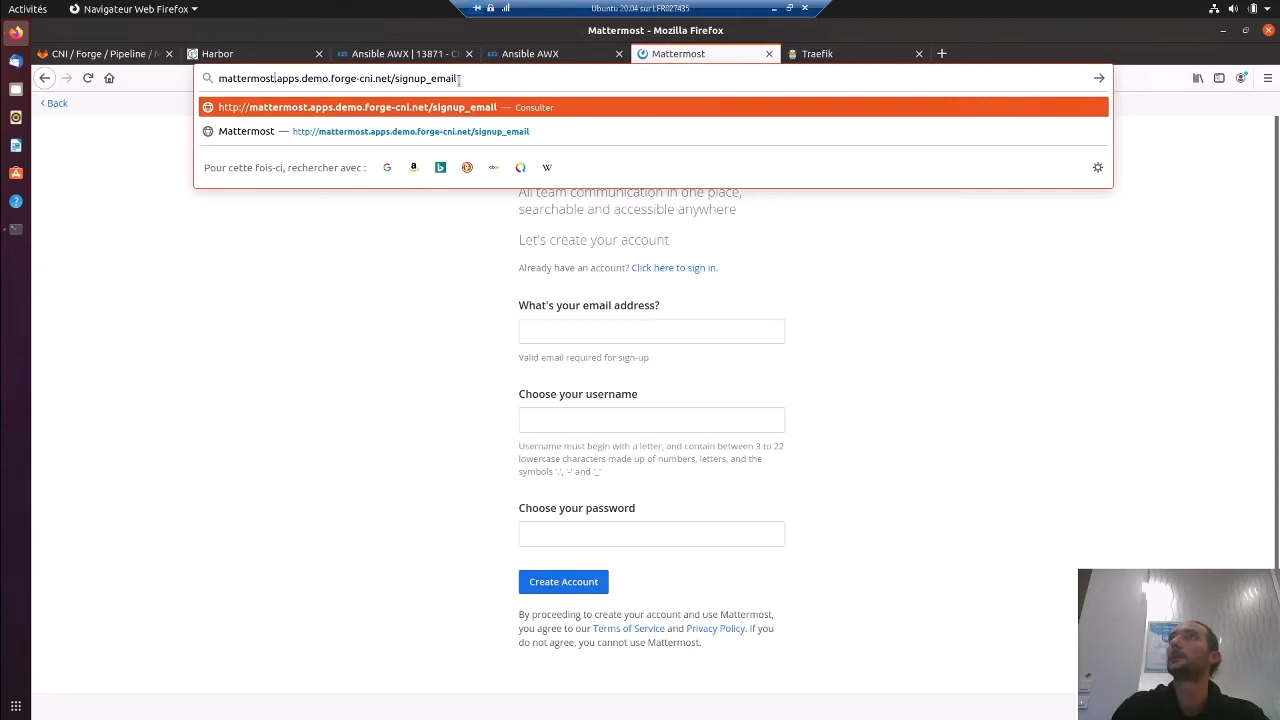 Activités
Navigateur Web Firefox
Ubuntu 20.04 sur LFR027435
Mattermost - Mozilla Firefox
CNI / Forge / Pipeline / M
Harbor
Ansible AWX | 13871 - C
Ansible AWX
Mattermost
Traefik
mattermost.apps.demo.forge-cni.net/signup_email
http://mattermost.apps.demo.forge-cni.net/signup_email — Consulter
Mattermost — http://mattermost.apps.demo.forge-cni.net/signup_email
Pour cette fois-ci, rechercher avec :
Back
All team communication in one place,
searchable and accessible anywhere
Let's create your account
Already have an account? Click here to sign in.
What's your email address?
Valid email required for sign-up
Choose your username
Username must begin with a letter, and contain between 3 to 22
lowercase characters made up of numbers, letters, and the
symbols '.', '-' and '_'
Choose your password
Create Account
By proceeding to create your account and use Mattermost,
you agree to our Terms of Service and Privacy Policy. If you
do not agree, you cannot use Mattermost.